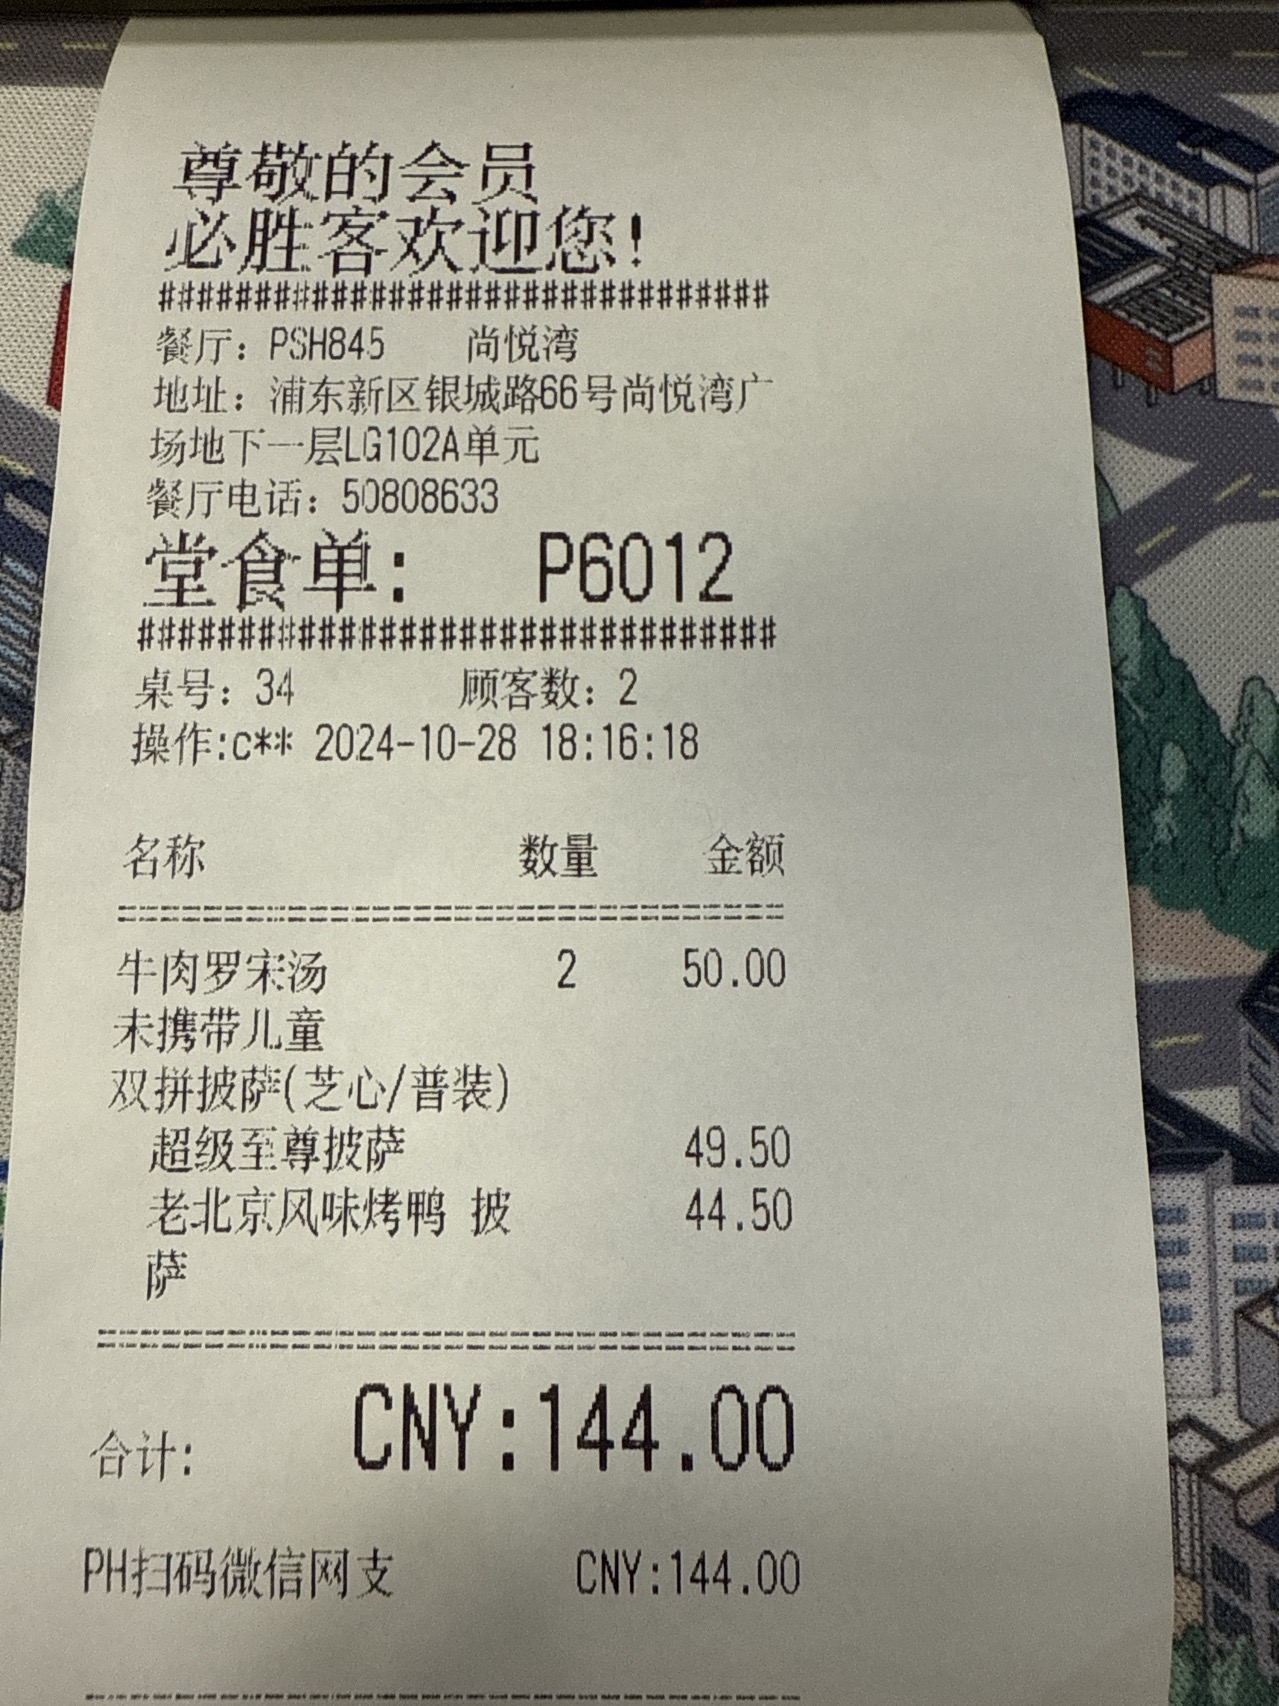 尊敬的会员
必胜客欢迎您!
################################
餐厅: PSH845 尚悦湾
地址: 浦东新区银城路66号尚悦湾广
场地下一层LG102A单元
餐厅电话: 50808633
堂食单: P6012
################################
桌号: 34 顾客数: 2
操作:c** 2024-10-28 18:16:18
名称 数量 金额
牛肉罗宋汤 2 50.00
未携带儿童
双拼披萨(芝心/普装)
超级至尊披萨 49.50
老北京风味烤鸭 披 44.50
萨
合计: CNY:144.00
PH扫码微信网支 CNY:144.00